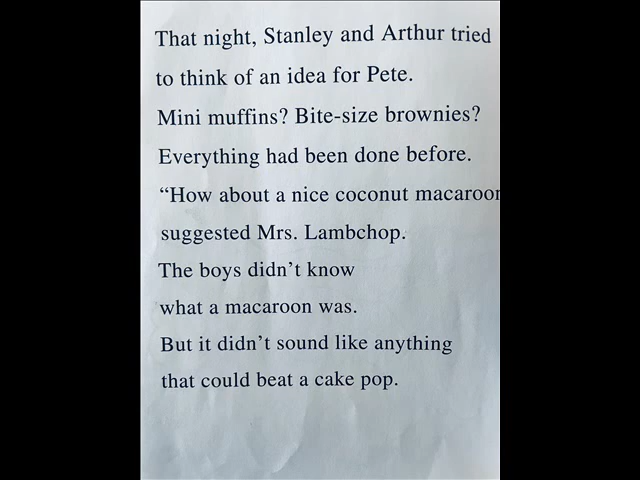 That night, Stanley and Arthur tried
to think of an idea for Pete.
Mini muffins? Bite-size brownies?
Everything had been done before.
“How about a nice coconut macaroon
suggested Mrs. Lambchop.
The boys didn’t know
what a macaroon was.
But it didn’t sound like anything
that could beat a cake pop.